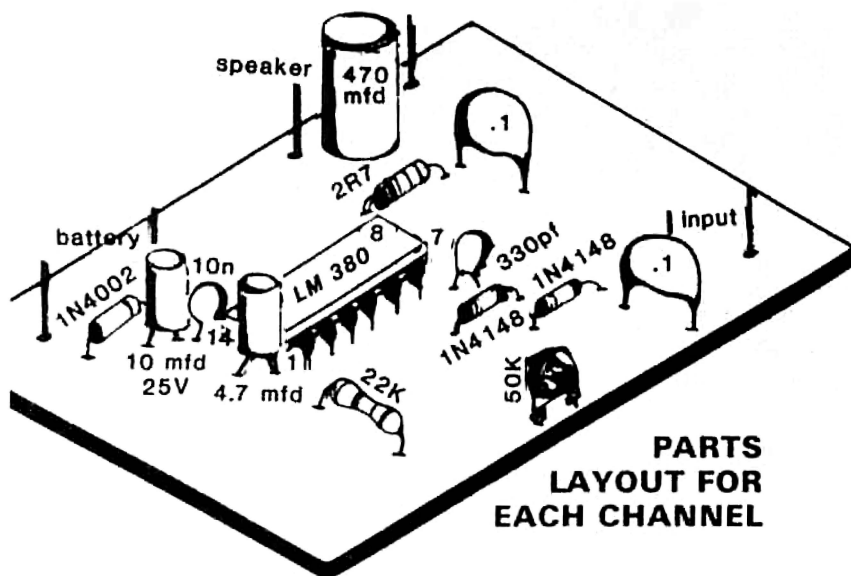 speaker
470
mfd
.1
2R7
battery
8
7
input
10n
LM 380
330pf
1N4148
.1
1N4002
14
1
1N4148
10 mfd
25V
4.7 mfd
22K
50K
PARTS
LAYOUT FOR
EACH CHANNEL